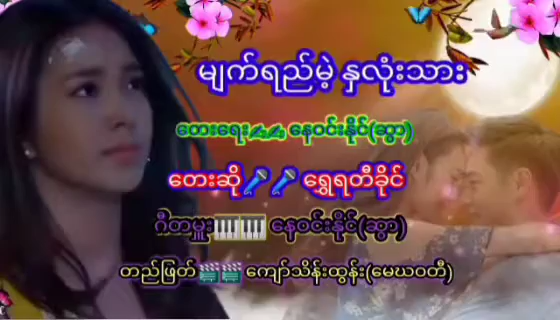 မျက်ရည်မဲ့ နှလုံးသား
တေးရေး✍✍ နေဝင်းနိုင်(ဆွာ)
တေးဆို🎤🎤 ရွှေရတီခိုင်
ဂီတမှူး🎹🎹 နေဝင်းနိုင်(ဆွာ)
တည်ဖြတ်🎬🎬 ကျော်သိန်းထွန်း(မေဃဝတီ)